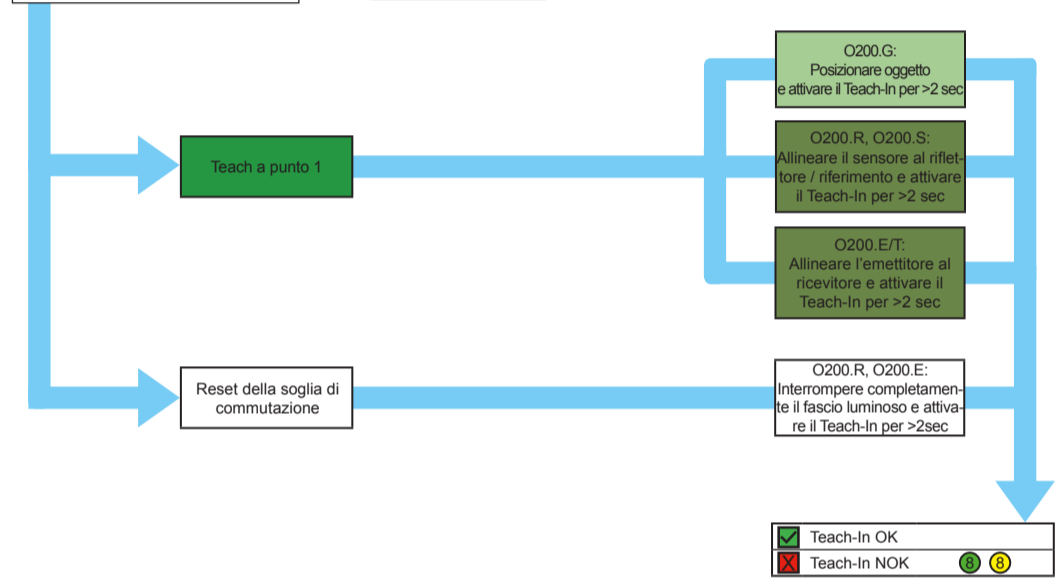 O200.G:
Posizionare oggetto
e attivare il Teach-In per >2 sec
Teach a punto 1
O200.R, O200.S:
Allineare il sensore al riflet-
tore / riferimento e attivare
il Teach-In per >2 sec
O200.E/T:
Allineare l'emettitore al
ricevitore e attivare il
Teach-In per >2 sec
Reset della soglia di
commutazione
O200.R, O200.E:
Interrompere completamen-
te il fascio luminoso e attiva-
re il Teach-In per >2sec
Teach-In OK
Teach-In NOK 8 8